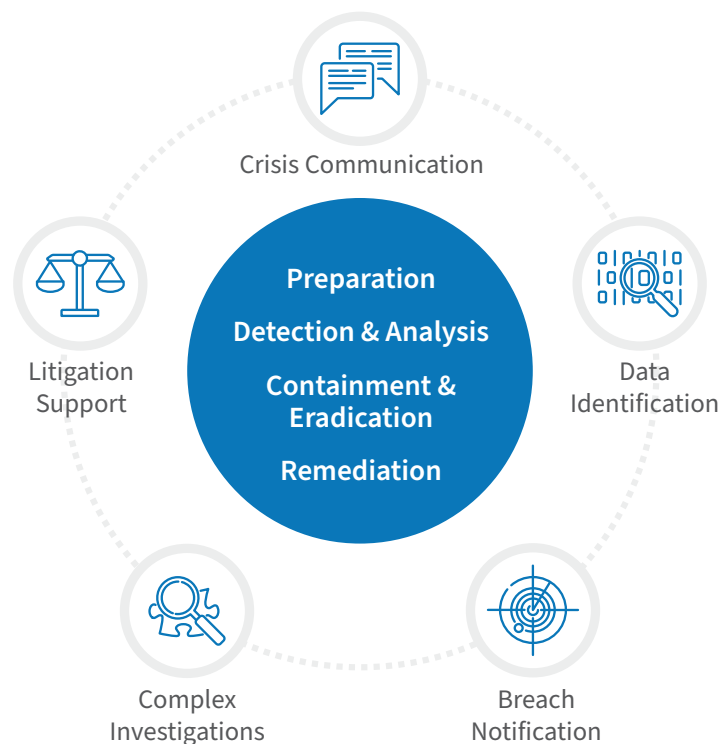 Crisis Communication
Preparation
Detection & Analysis
Containment &
Eradication
Remediation
Litigation
Support
Data
Identification
Complex
Investigations
Breach
Notification